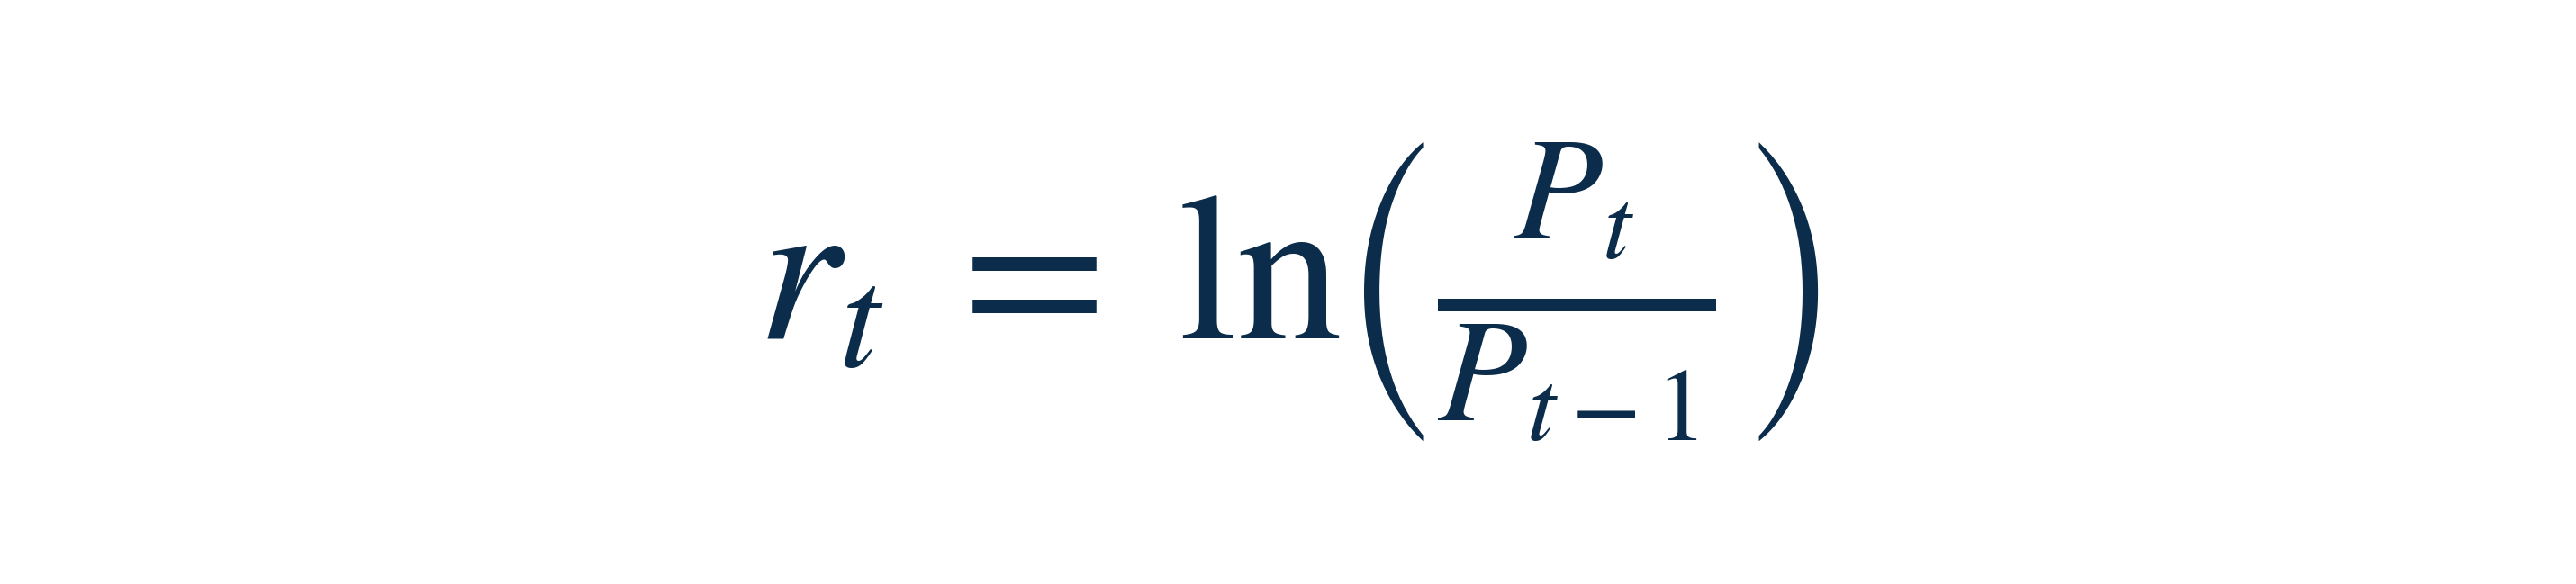 r_t = ln(P_t / P_{t-1})